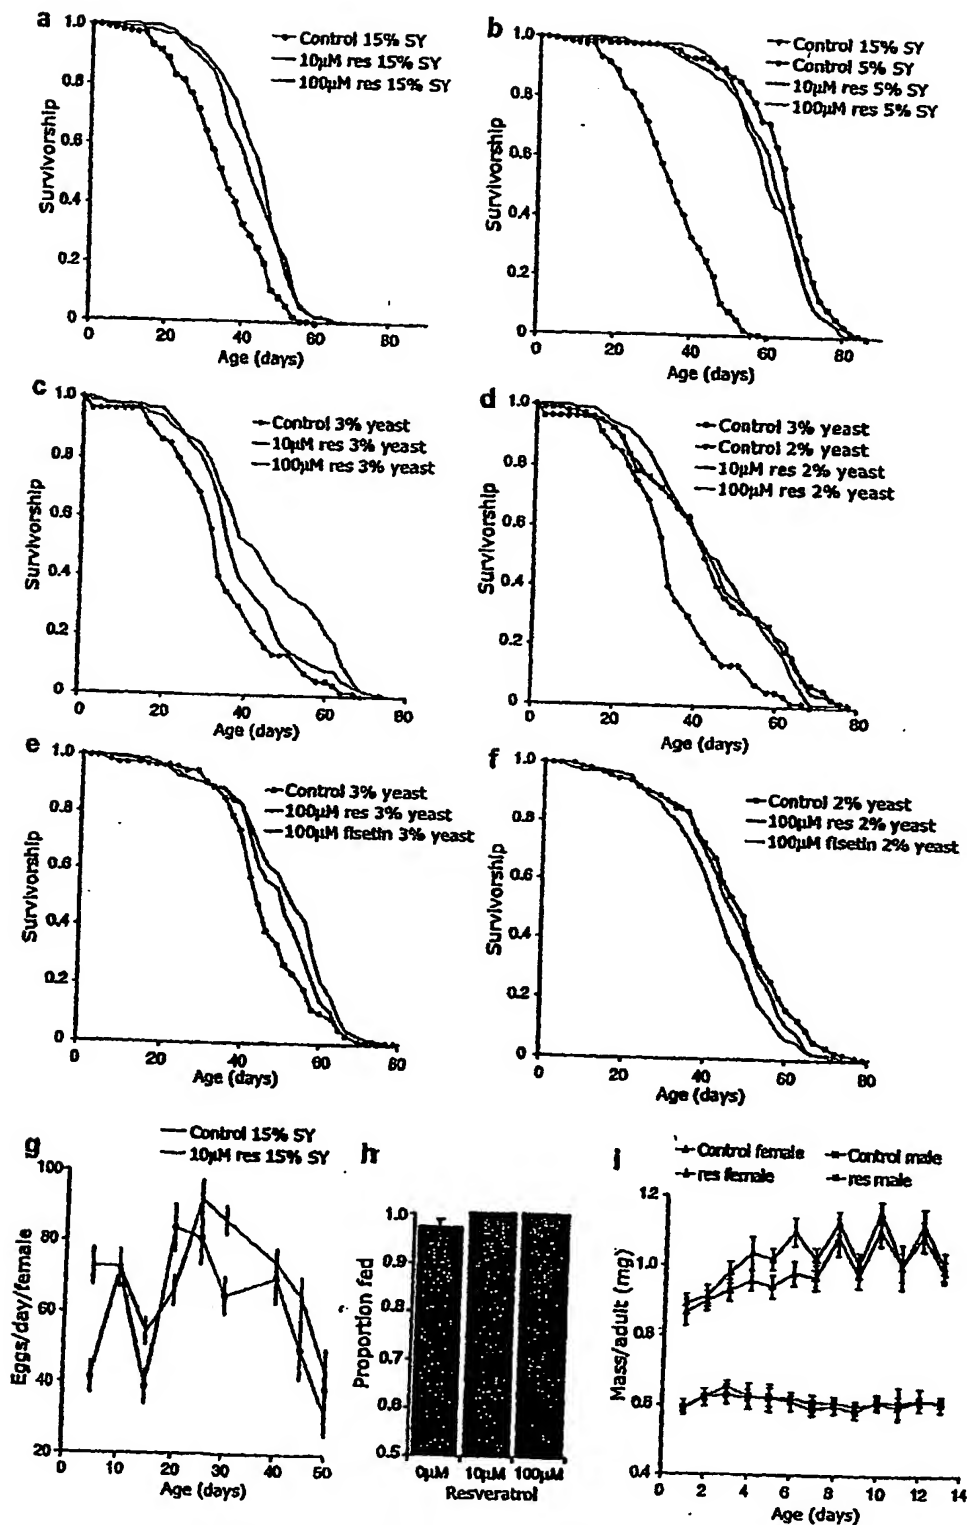 a
1.0
0.8
0.6
0.4
0.2
0
Survivorship
Control 15% SY
10µM res 15% SY
100µM res 15% SY
0 20 40 60 80
Age (days)
b
1.0
0.8
0.6
0.4
0.2
0
Survivorship
Control 15% SY
Control 5% SY
10µM res 5% SY
100µM res 5% SY
0 20 40 60 80
Age (days)
c
1.0
0.8
0.6
0.4
0.2
0
Survivorship
Control 3% yeast
10µM res 3% yeast
100µM res 3% yeast
0 20 40 60 80
Age (days)
d
1.0
0.8
0.6
0.4
0.2
0
Survivorship
Control 3% yeast
Control 2% yeast
10µM res 2% yeast
100µM res 2% yeast
0 20 40 60 80
Age (days)
e
1.0
0.8
0.6
0.4
0.2
0
Survivorship
Control 3% yeast
100µM res 3% yeast
100µM fisetin 3% yeast
0 20 40 60 80
Age (days)
f
1.0
0.8
0.6
0.4
0.2
0
Survivorship
Control 2% yeast
100µM res 2% yeast
100µM fisetin 2% yeast
0 20 40 60 80
Age (days)
g
Control 15% SY
10µM res 15% SY
100
80
60
40
20
Eggs/day/female
0 10 20 30 40 50
Age (days)
h
1.0
0.9
0.8
0.7
0.6
0.5
Proportion fed
0µM 10µM 100µM
Resveratrol
i
Control female
Control male
res female
res male
1.2
1.0
0.8
0.6
0.4
Mass/adult (mg)
0 2 4 6 8 10 12 14
Age (days)